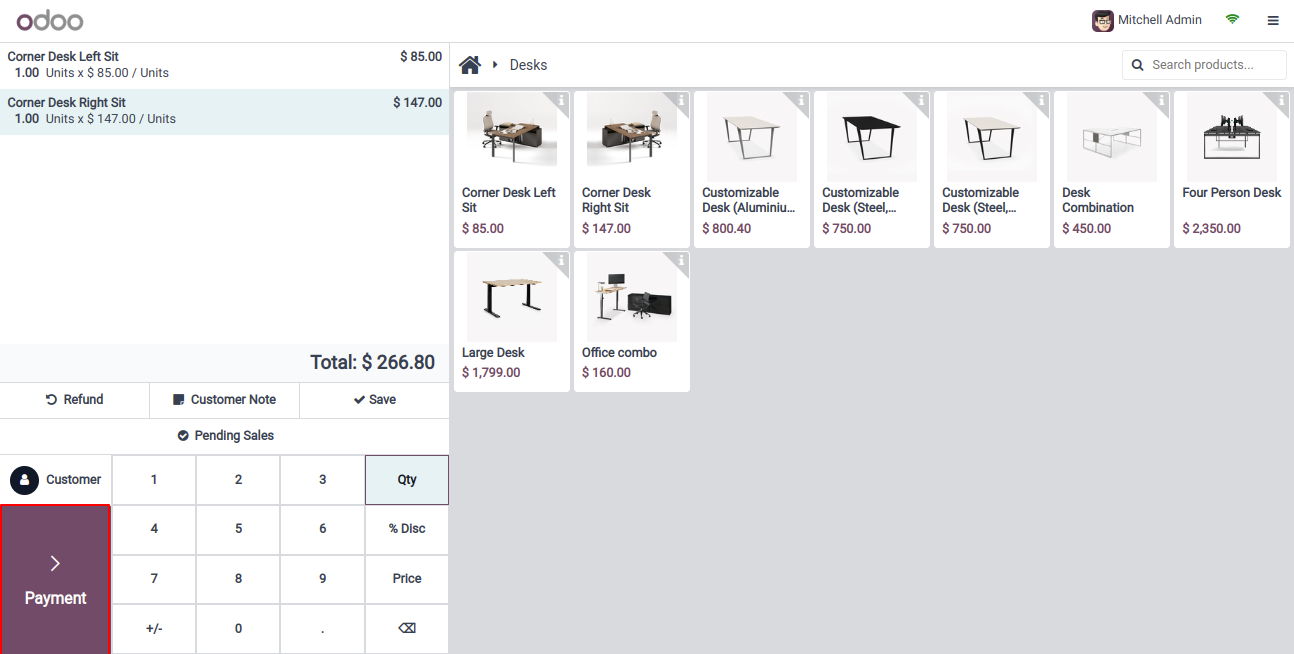 odoo
Mitchell Admin
Corner Desk Left Sit $ 85.00
1.00 Units x $ 85.00 / Units
Corner Desk Right Sit $ 147.00
1.00 Units x $ 147.00 / Units
Total: $ 266.80
Refund Customer Note Save
Pending Sales
Customer 1 2 3 Qty
4 5 6 % Disc
7 8 9 Price
Payment
+/- 0 .
Desks
Search products...
Corner Desk Left
Sit
$ 85.00
Corner Desk
Right Sit
$ 147.00
Customizable
Desk (Aluminiu...
$ 800.40
Customizable
Desk (Steel,...
$ 750.00
Customizable
Desk (Steel,...
$ 750.00
Desk
Combination
$ 450.00
Four Person Desk
$ 2,350.00
Large Desk
$ 1,799.00
Office combo
$ 160.00